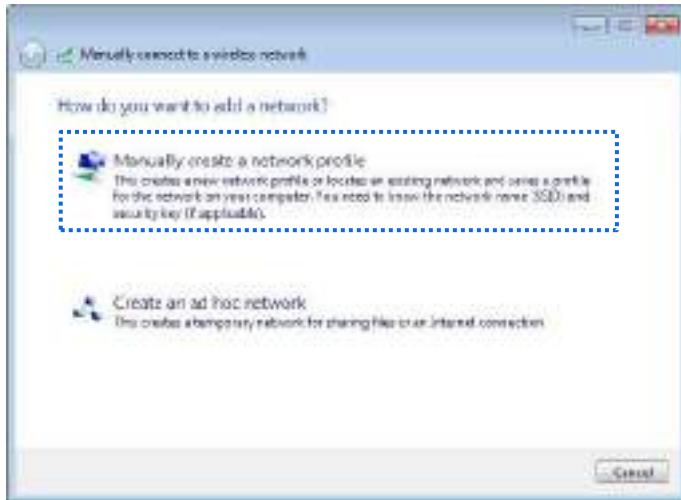 Manually connect to a wireless network
How do you want to add a network?
Manually create a network profile
This creates a new network profile or locates an existing network and saves a profile
for the network on your computer. You need to know the network name (SSID) and
security key (if applicable).
Create an ad hoc network
This creates a temporary network for sharing files or an Internet connection
Cancel